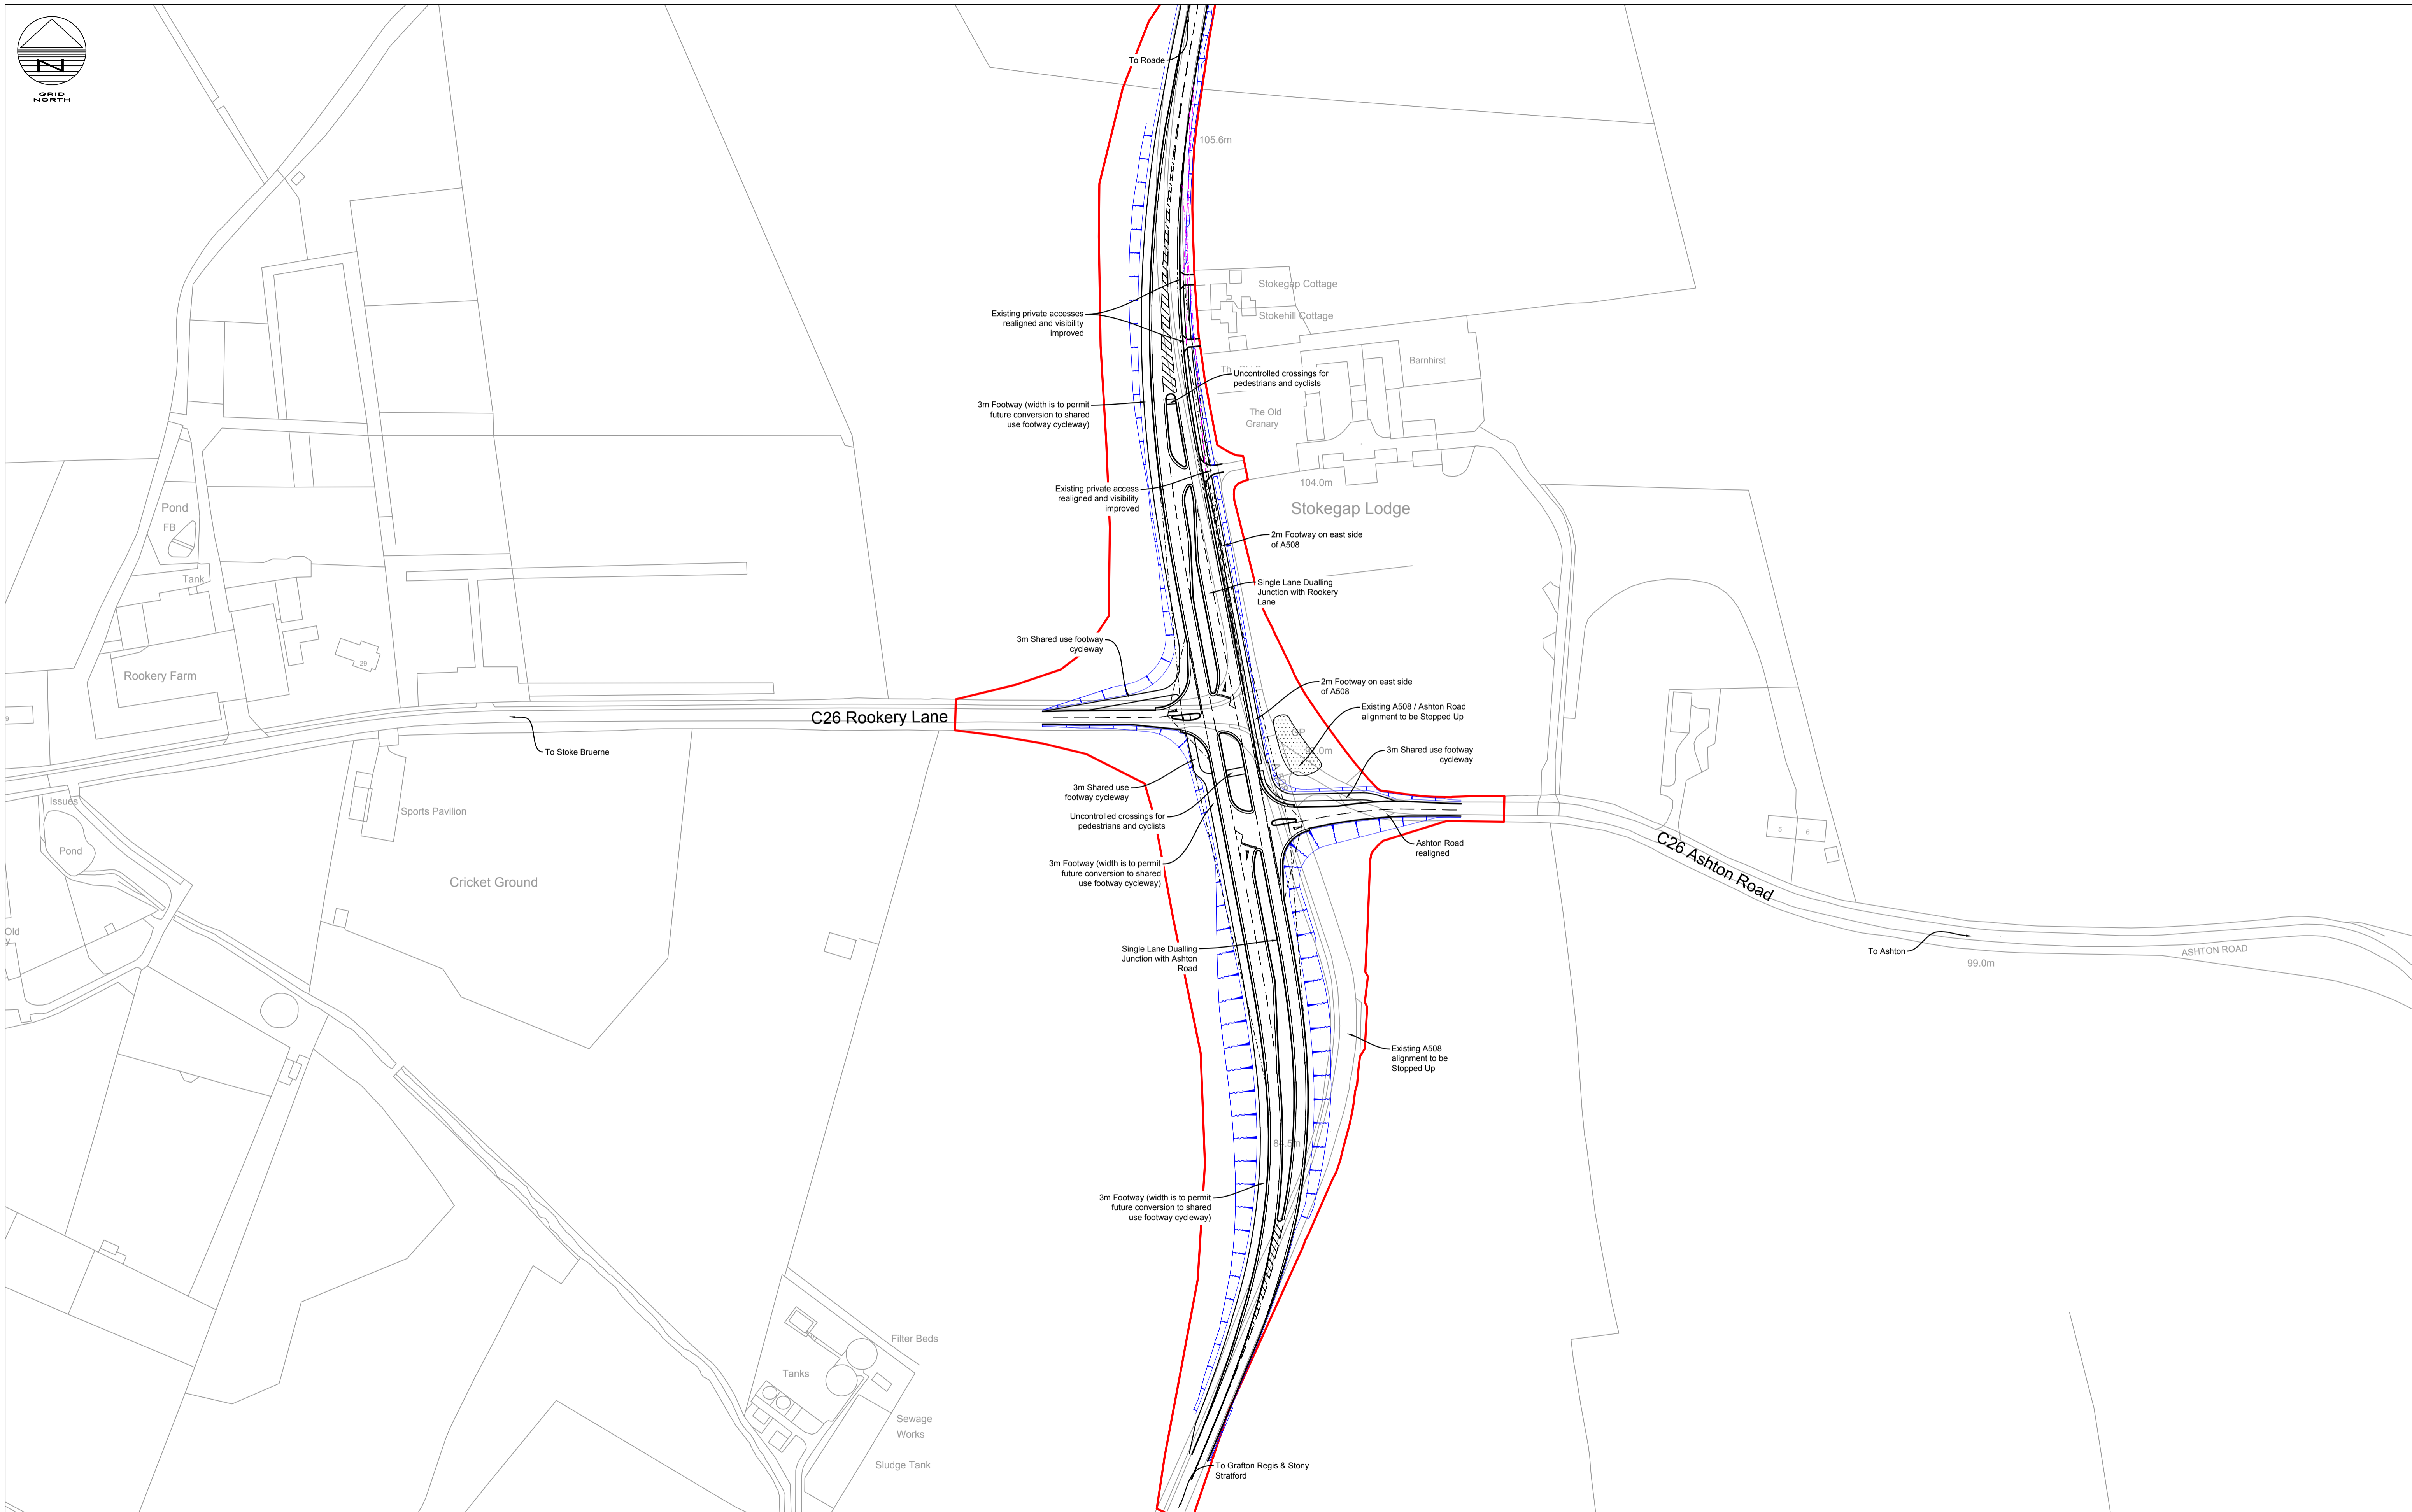 N
GRID
NORTH
To Roade
105.6m
Stokegap Cottage
Existing private accesses
realigned and visibility
improved
Stokehill Cottage
Barnhirst
Uncontrolled crossings for
pedestrians and cyclists
3m Footway (width is to permit
future conversion to shared
use footway cycleway)
The Old
Granary
104.0m
Existing private access
realigned and visibility
improved
Stokegap Lodge
Pond
FB
2m Footway on east side
of A508
Tank
Single Lane Dualling
Junction with Rookery
Lane
3m Shared use footway
cycleway
29
Rookery Farm
2m Footway on east side
of A508
Existing A508 / Ashton Road
alignment to be Stopped Up
C26 Rookery Lane
To Stoke Bruerne
3m Shared use footway
cycleway
3m Shared use
footway cycleway
Issues
Sports Pavilion
Uncontrolled crossings for
pedestrians and cyclists
5
6
Ashton Road
realigned
Pond
3m Footway (width is to permit
future conversion to shared
use footway cycleway)
C26 Ashton Road
Cricket Ground
Old
Single Lane Dualling
Junction with Ashton
Road
To Ashton
ASHTON ROAD
99.0m
Existing A508
alignment to be
Stopped Up
84.5m
3m Footway (width is to permit
future conversion to shared
use footway cycleway)
Filter Beds
Tanks
Sewage
Works
Sludge Tank
To Grafton Regis & Stony
Stratford